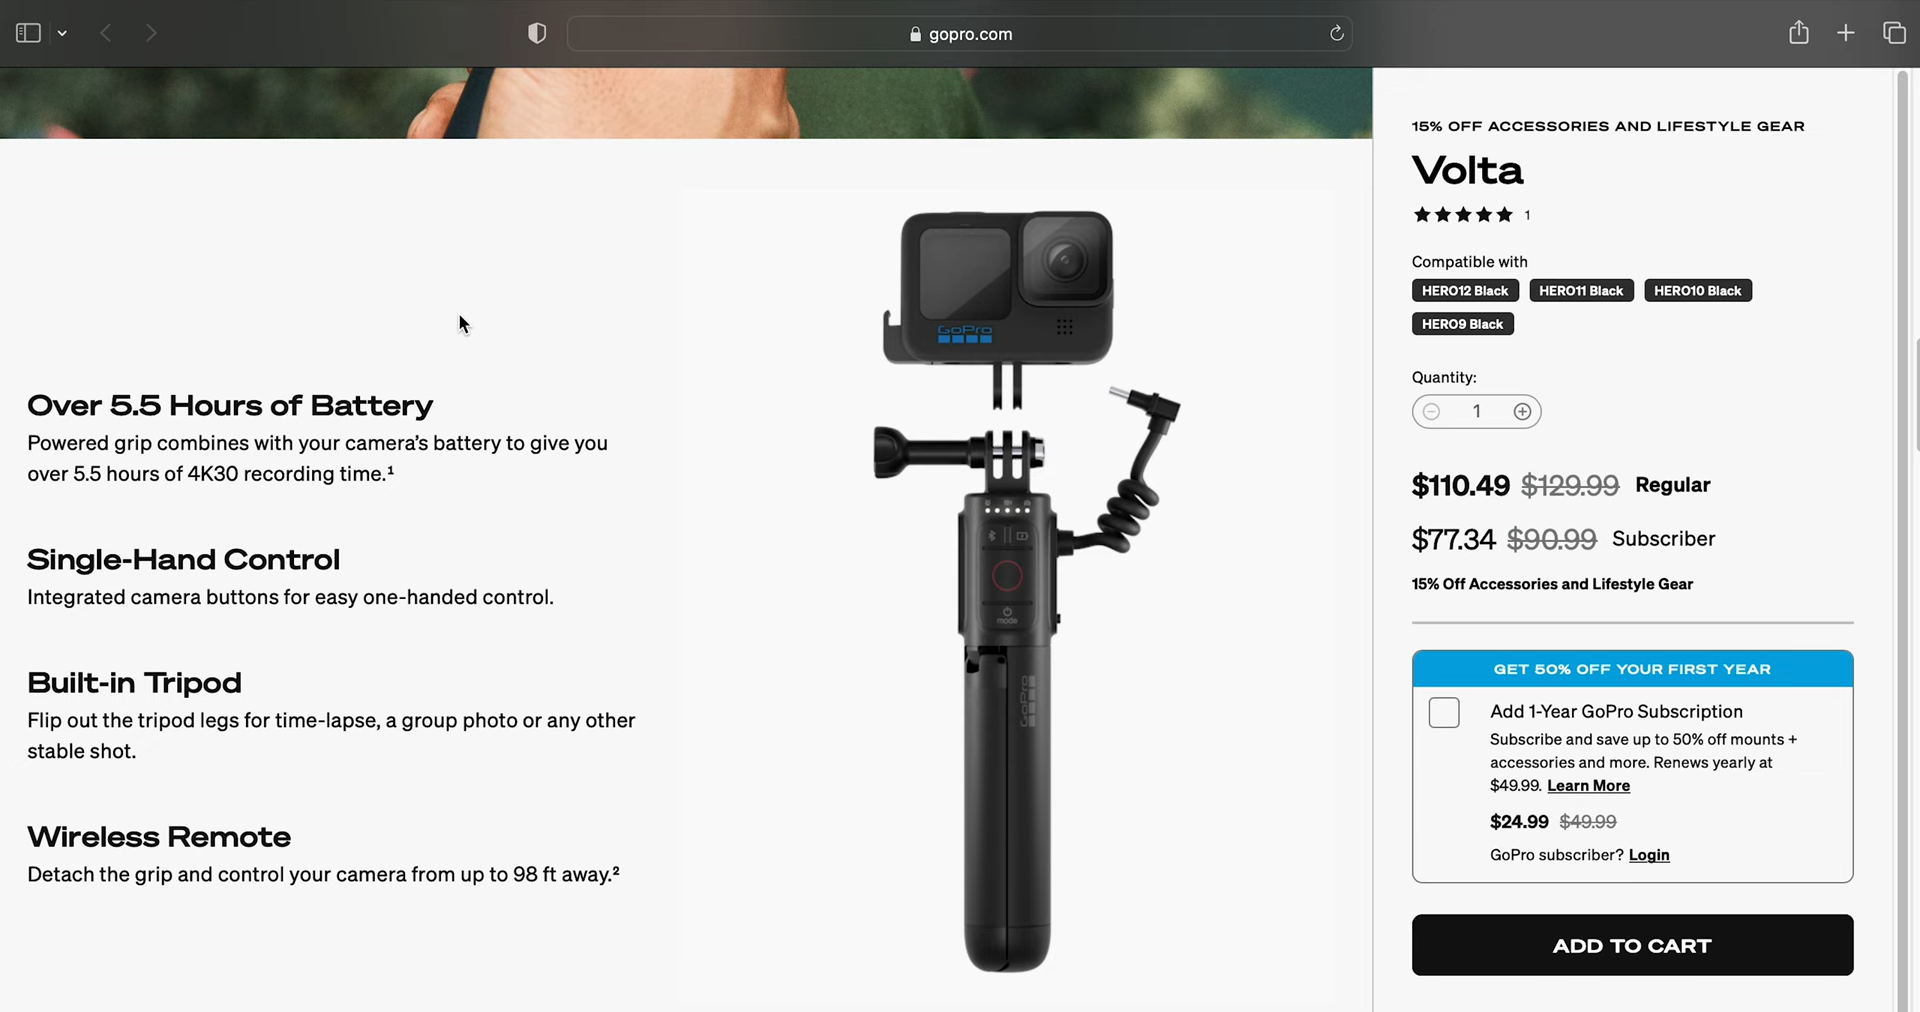 gopro.com
Over 5.5 Hours of Battery
Powered grip combines with your camera's battery to give you
over 5.5 hours of 4K30 recording time.¹
Single-Hand Control
Integrated camera buttons for easy one-handed control.
Built-in Tripod
Flip out the tripod legs for time-lapse, a group photo or any other
stable shot.
Wireless Remote
Detach the grip and control your camera from up to 98 ft away.²
GoPro
mode
GoPro
15% OFF ACCESSORIES AND LIFESTYLE GEAR
Volta
1
Compatible with
HERO12 Black HERO11 Black HERO10 Black
HERO9 Black
Quantity:
1
$110.49 $129.99 Regular
$77.34 $90.99 Subscriber
15% Off Accessories and Lifestyle Gear
GET 50% OFF YOUR FIRST YEAR
Add 1-Year GoPro Subscription
Subscribe and save up to 50% off mounts +
accessories and more. Renews yearly at
$49.99. Learn More
$24.99 $49.99
GoPro subscriber? Login
ADD TO CART